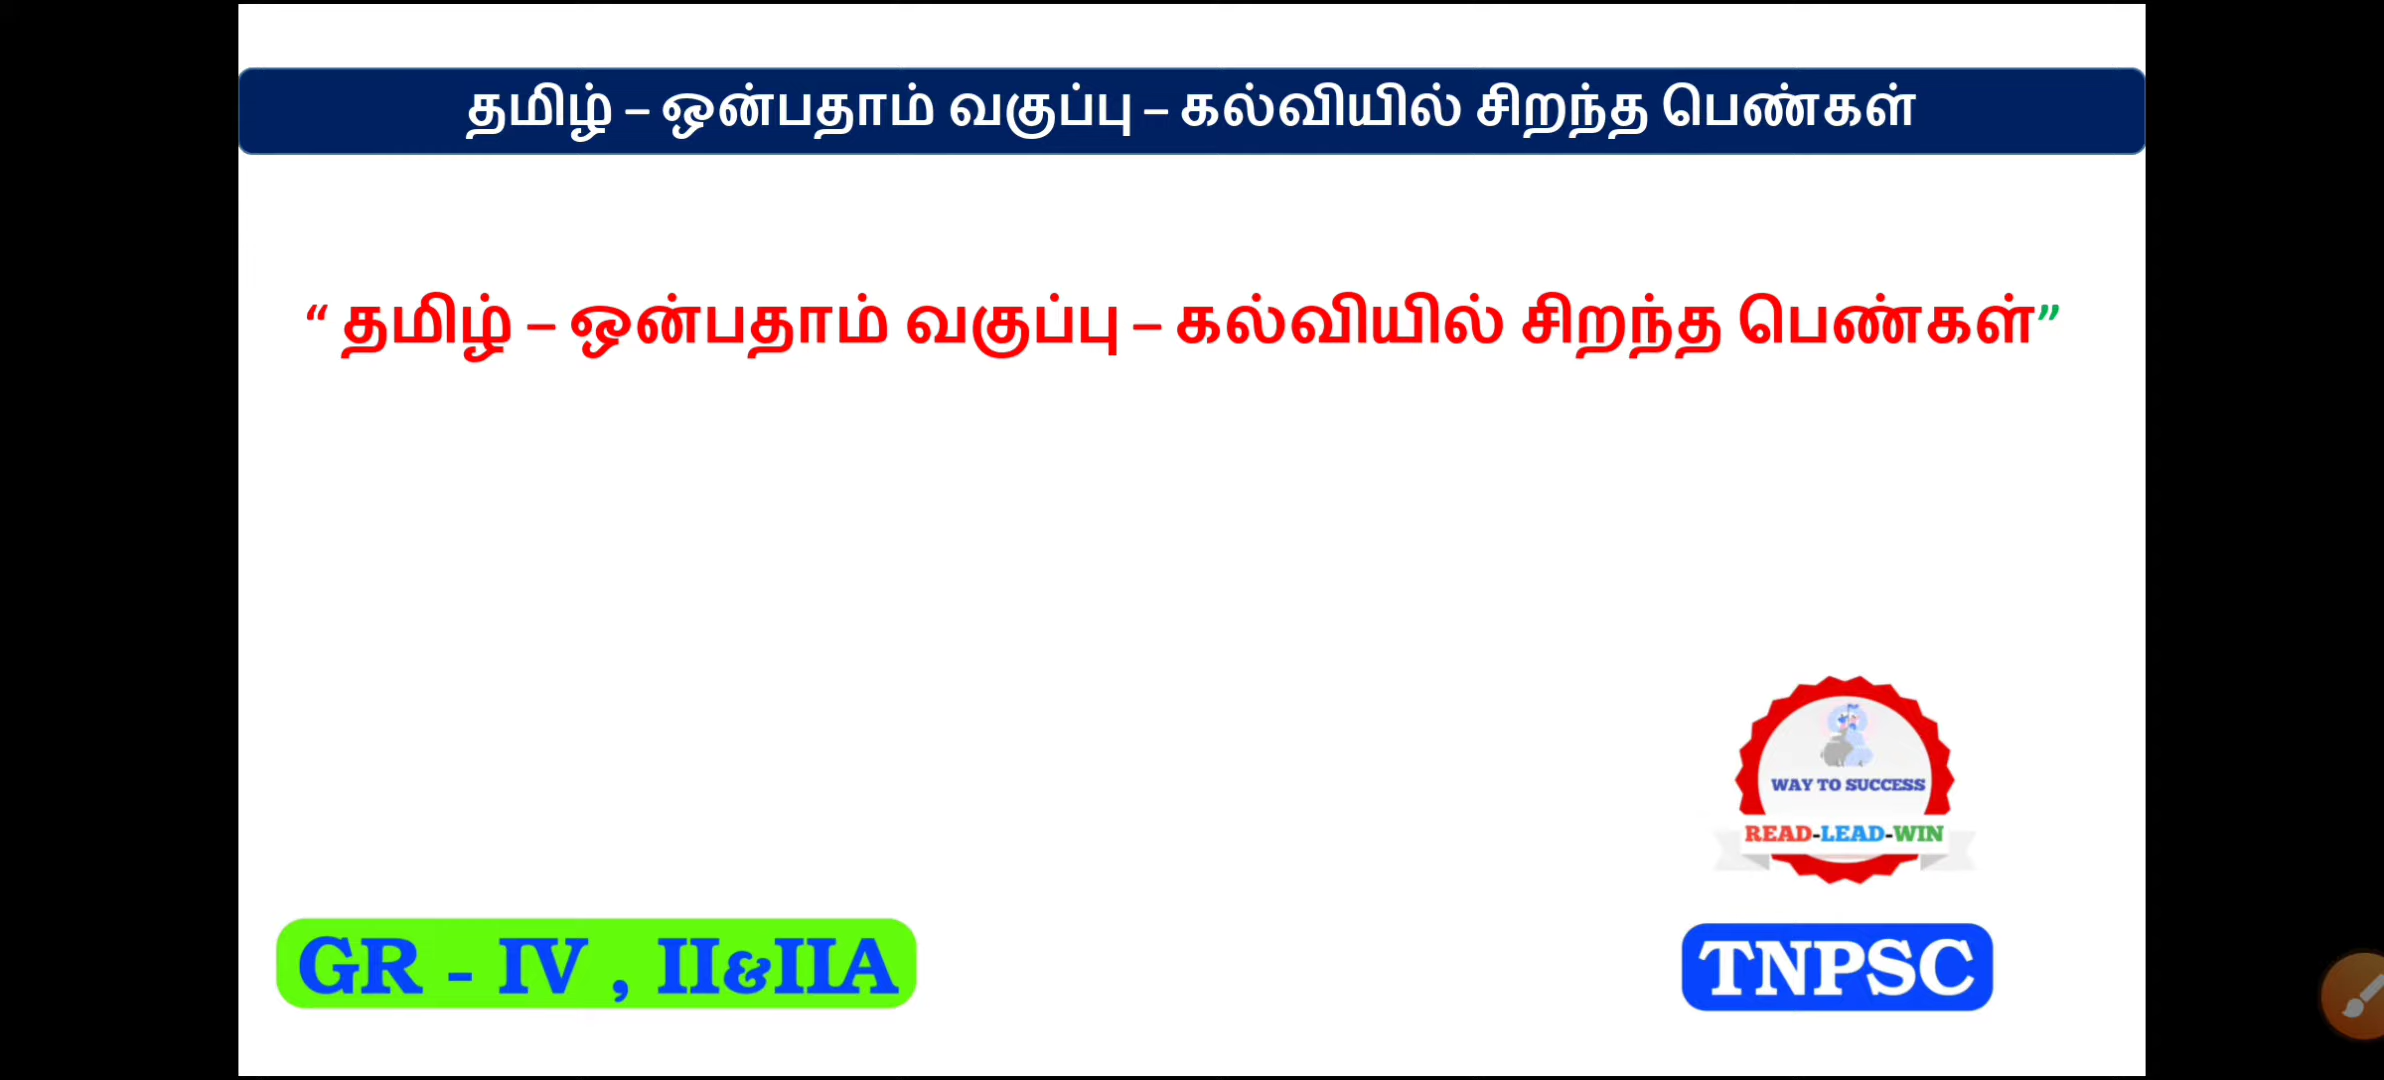 தமிழ் – ஒன்பதாம் வகுப்பு – கல்வியில் சிறந்த பெண்கள்
“ தமிழ் – ஒன்பதாம் வகுப்பு – கல்வியில் சிறந்த பெண்கள்”
WAY TO SUCCESS
READ-LEAD-WIN
GR - IV , II&IIA
TNPSC